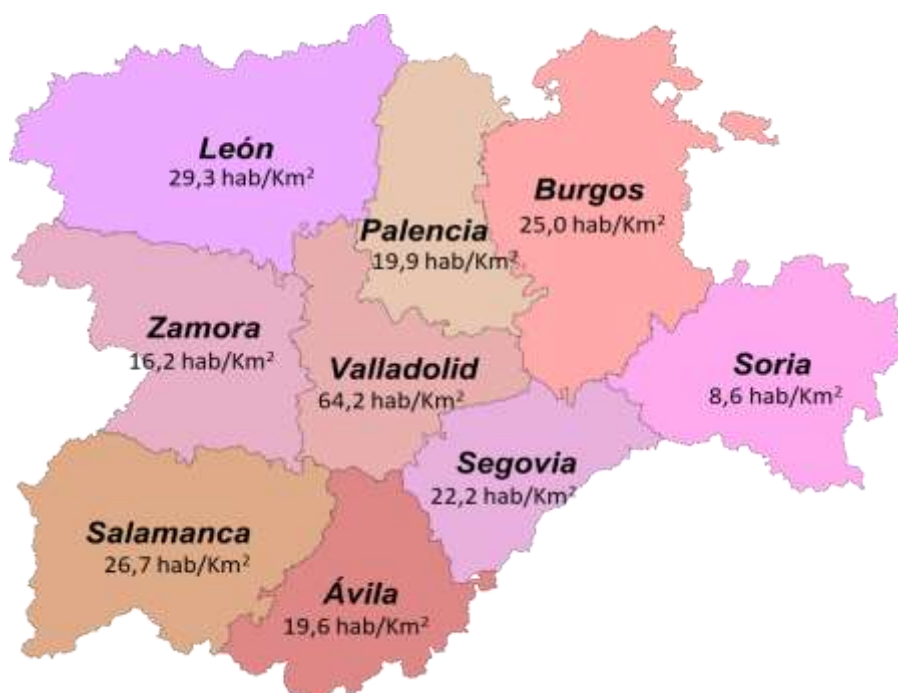 León
29,3 hab/Km²
Burgos
25,0 hab/Km²
Palencia
19,9 hab/Km²
Zamora
16,2 hab/Km²
Valladolid
64,2 hab/Km²
Soria
8,6 hab/Km²
Segovia
22,2 hab/Km²
Salamanca
26,7 hab/Km²
Ávila
19,6 hab/Km²